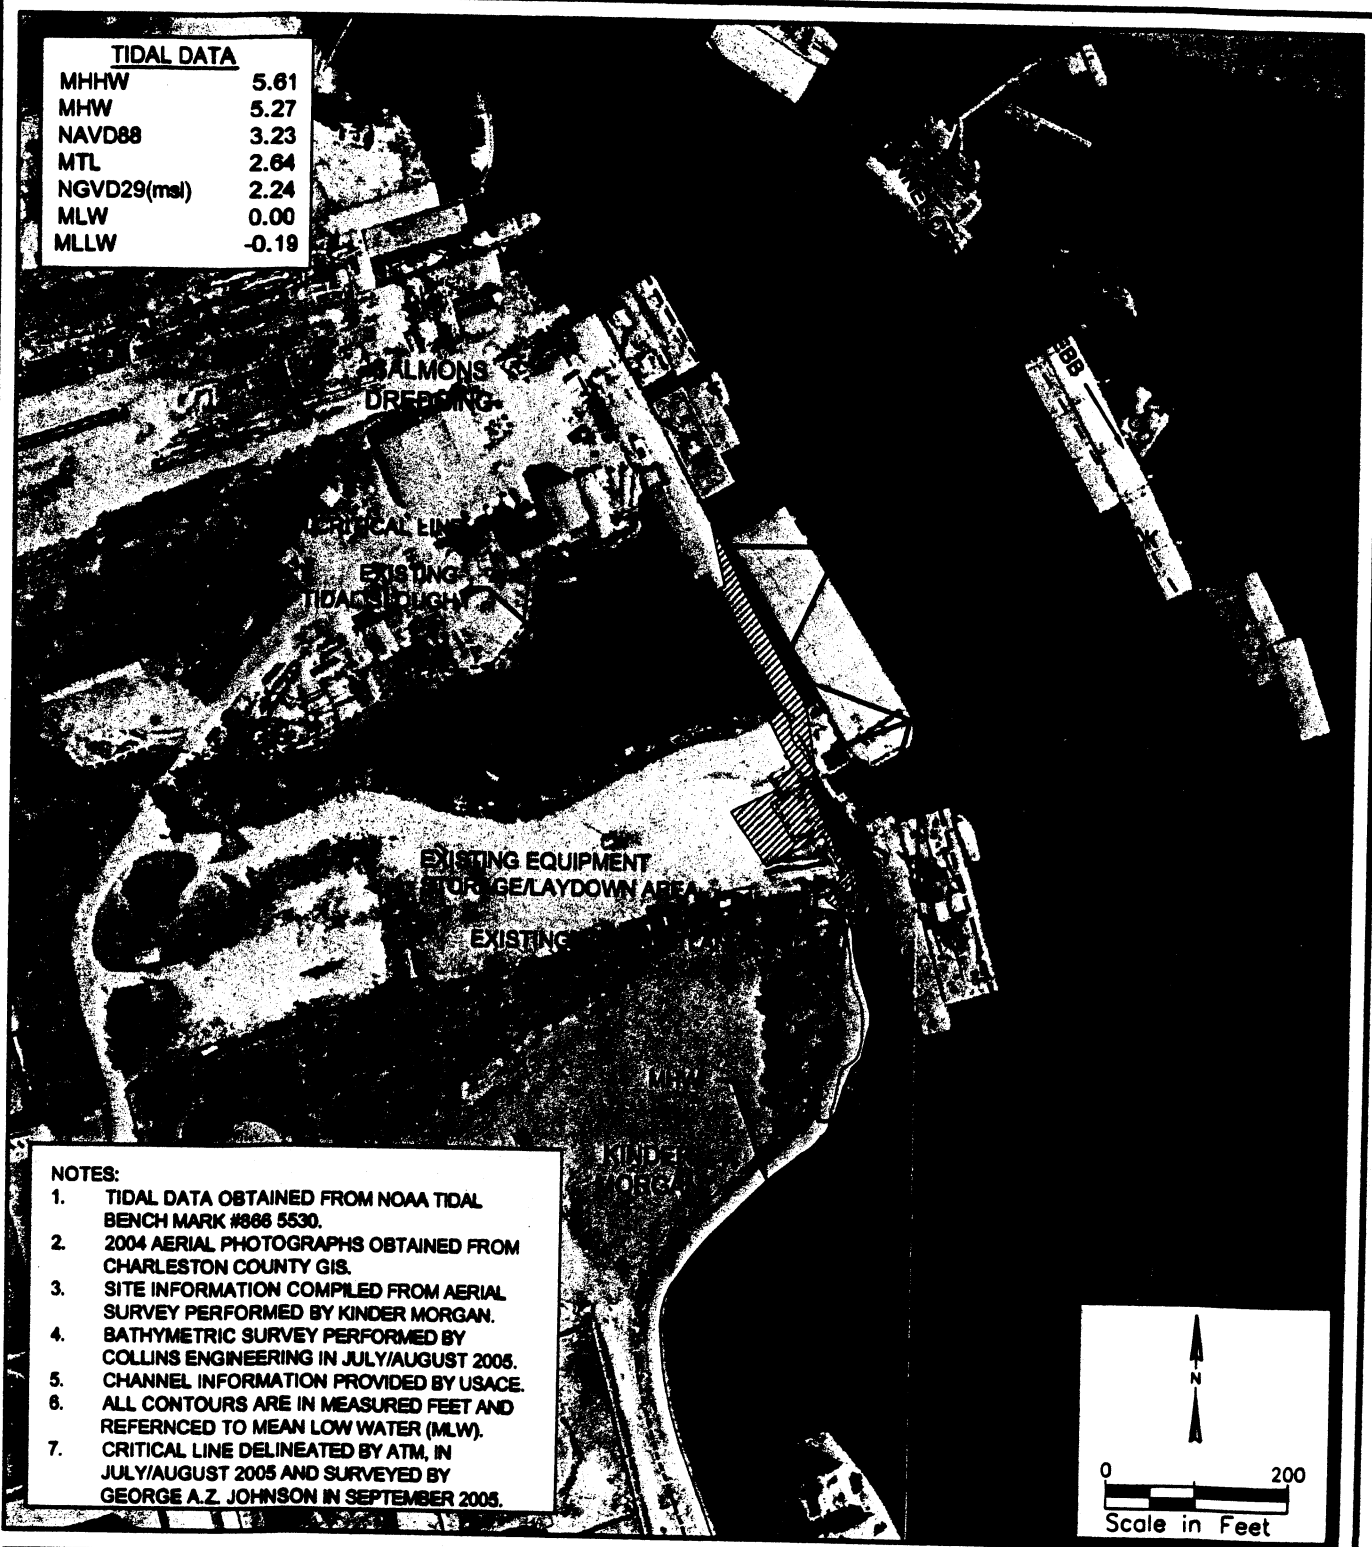 TIDAL DATA
MHHW 5.61
MHW 5.27
NAVD88 3.23
MTL 2.64
NGVD29(msl) 2.24
MLW 0.00
MLLW -0.19
SALMONS
DREDGING
CRITICAL LINE
EXISTING
TIDAL SLOUGH
EXISTING EQUIPMENT
STORAGE/LAYDOWN AREA
EXISTING
MHW
KINDER
MORGAN
EBB
NOTES:
1. TIDAL DATA OBTAINED FROM NOAA TIDAL
BENCH MARK #866 5530.
2. 2004 AERIAL PHOTOGRAPHS OBTAINED FROM
CHARLESTON COUNTY GIS.
3. SITE INFORMATION COMPILED FROM AERIAL
SURVEY PERFORMED BY KINDER MORGAN.
4. BATHYMETRIC SURVEY PERFORMED BY
COLLINS ENGINEERING IN JULY/AUGUST 2005.
5. CHANNEL INFORMATION PROVIDED BY USACE.
6. ALL CONTOURS ARE IN MEASURED FEET AND
REFERNCED TO MEAN LOW WATER (MLW).
7. CRITICAL LINE DELINEATED BY ATM, IN
JULY/AUGUST 2005 AND SURVEYED BY
GEORGE A.Z. JOHNSON IN SEPTEMBER 2005.
N
0 200
Scale in Feet